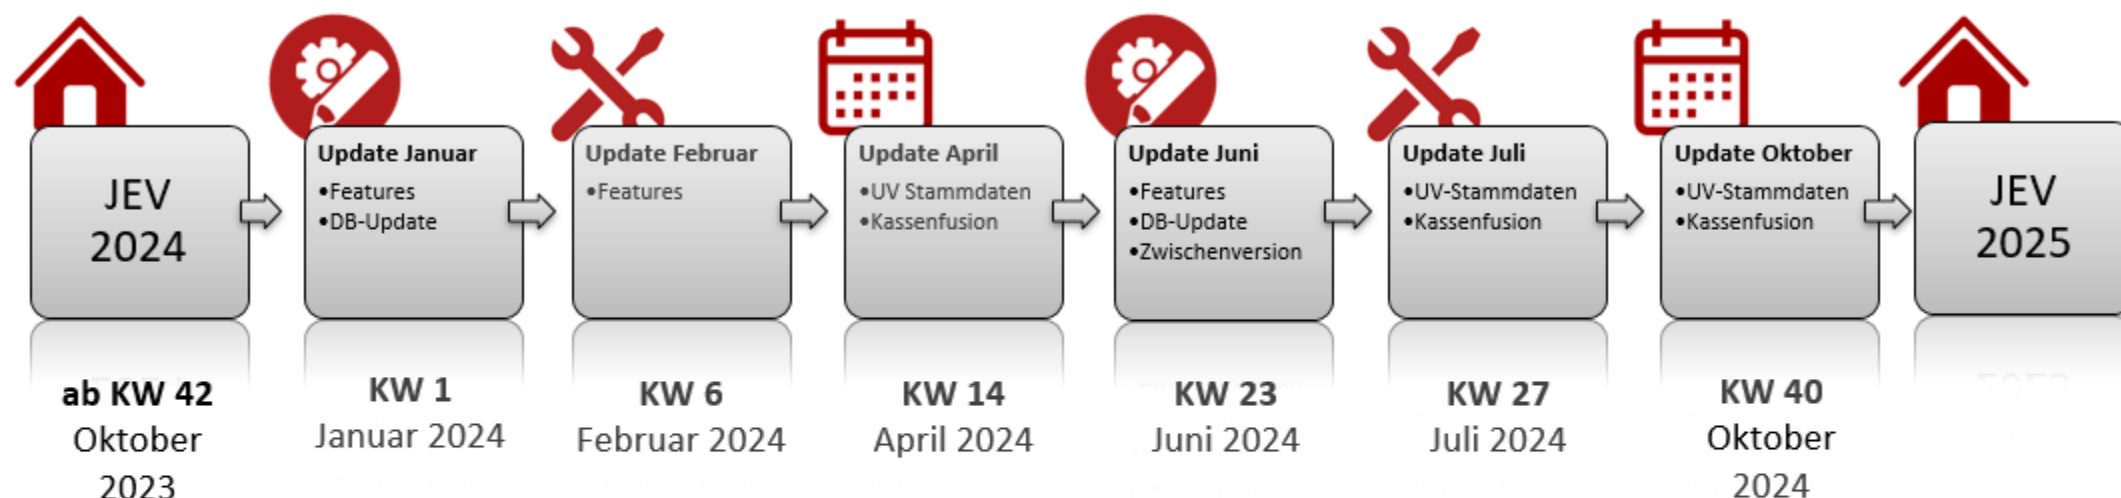 JEV
2024
ab KW 42
Oktober
2023
Update Januar
•Features
•DB-Update
KW 1
Januar 2024
Update Februar
•Features
KW 6
Februar 2024
Update April
•UV Stammdaten
•Kassenfusion
KW 14
April 2024
Update Juni
•Features
•DB-Update
•Zwischenversion
KW 23
Juni 2024
Update Juli
•UV-Stammdaten
•Kassenfusion
KW 27
Juli 2024
Update Oktober
•UV-Stammdaten
•Kassenfusion
KW 40
Oktober
2024
JEV
2025